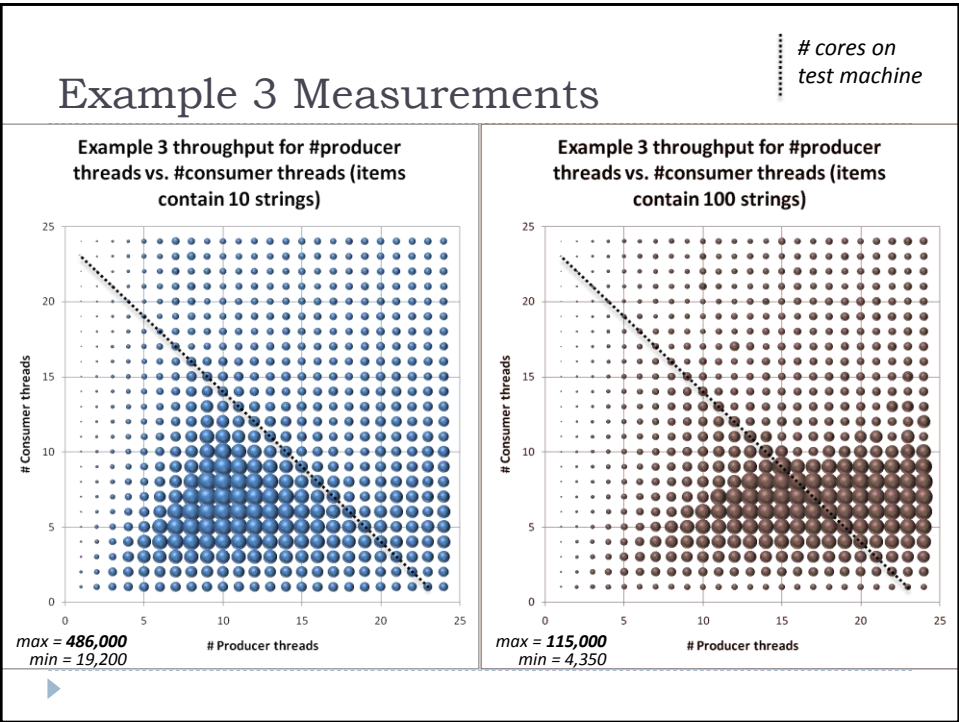 # cores on
test machine
Example 3 Measurements
Example 3 throughput for #producer
threads vs. #consumer threads (items
contain 10 strings)
25
20
15
10
5
0
# Consumer threads
0 5 10 15 20 25
# Producer threads
max = 486,000
min = 19,200
Example 3 throughput for #producer
threads vs. #consumer threads (items
contain 100 strings)
25
20
15
10
5
0
# Consumer threads
0 5 10 15 20 25
# Producer threads
max = 115,000
min = 4,350